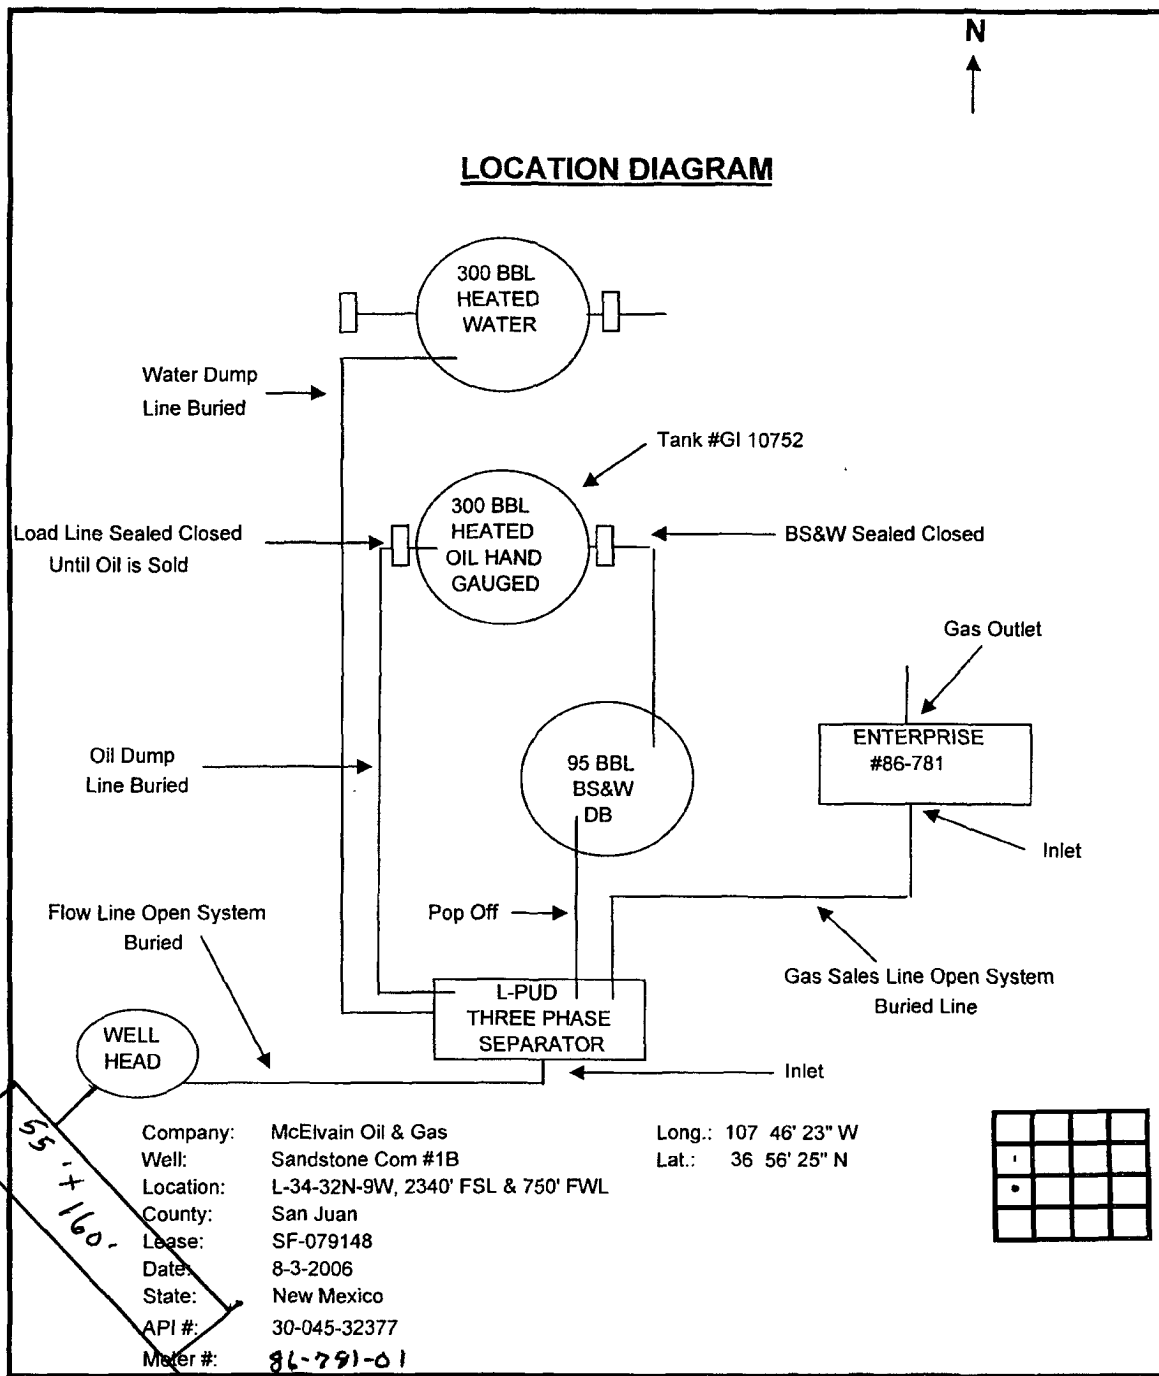 N
LOCATION DIAGRAM
300 BBL
HEATED
WATER
Water Dump
Line Buried
Tank #GI 10752
300 BBL
HEATED
OIL HAND
GAUGED
Load Line Sealed Closed
Until Oil is Sold
BS&W Sealed Closed
Gas Outlet
ENTERPRISE
#86-781
Oil Dump
Line Buried
95 BBL
BS&W
DB
Inlet
Flow Line Open System
Buried
Pop Off
Gas Sales Line Open System
Buried Line
L-PUD
THREE PHASE
SEPARATOR
WELL
HEAD
Inlet
55'+160'
Company: McElvain Oil & Gas
Long.: 107 46' 23" W
Well: Sandstone Com #1B
Lat.: 36 56' 25" N
Location: L-34-32N-9W, 2340' FSL & 750' FWL
County: San Juan
Lease: SF-079148
Date: 8-3-2006
State: New Mexico
API #: 30-045-32377
Meter #: 86-781-01